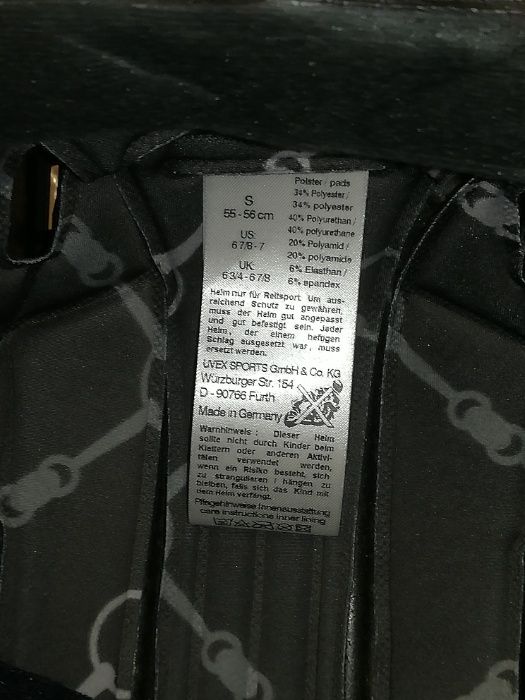 S
55 - 56 cm
US:
6 7/8 - 7
UK:
6 3/4 - 6 7/8
Polster / pads
34% Polyester /
34% polyester
40% Polyurethan /
40% polyurethane
20% Polyamid /
20% polyamide
6% Elasthan /
6% spandex
Helm nur für Reitsport. Um aus-
reichend Schutz zu gewähren,
muss der Helm gut angepasst
und gut befestigt sein. Jeder
Helm, der einem heftigen
Schlag ausgesetzt war, muss
ersetzt werden.
UVEX SPORTS GmbH & Co. KG
Würzburger Str. 154
D - 90766 Fürth
Made in Germany
Warnhinweis : Dieser Helm
sollte nicht durch Kinder beim
Klettern oder anderen Aktivi-
täten verwendet werden,
wenn ein Risiko besteht, sich
zu strangulieren / hängen zu
bleiben, falls sich das Kind mit
dem Helm verfängt.
Pflegehinweise Innenausstattung
care instructions inner lining